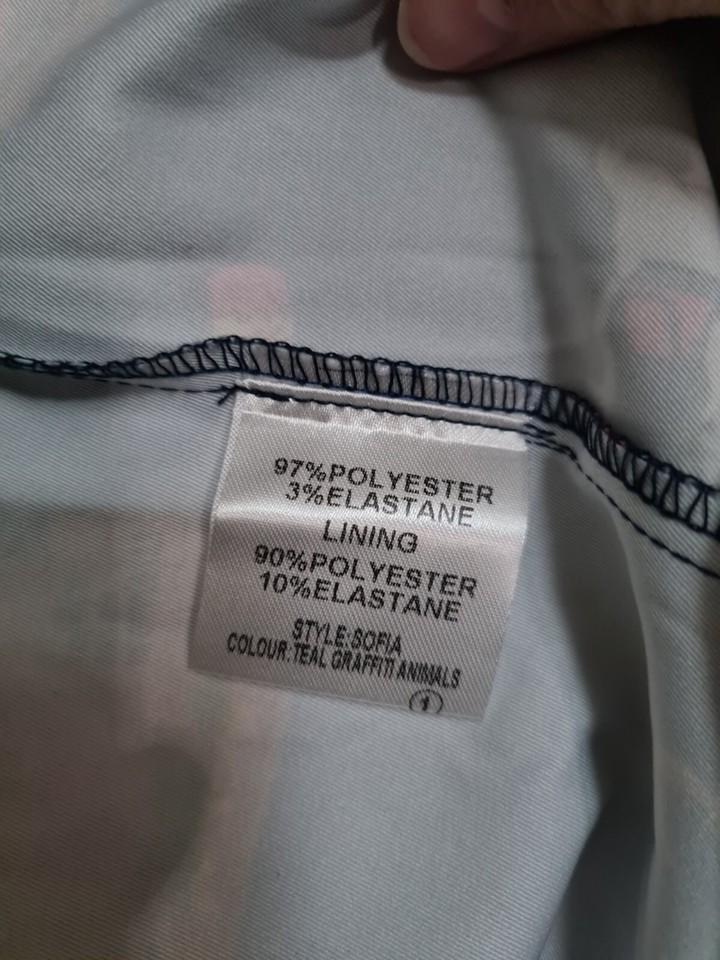 97%POLYESTER
3%ELASTANE
LINING
90%POLYESTER
10%ELASTANE
STYLE:SOFIA
COLOUR:TEAL GRAFFITI ANIMALS
1